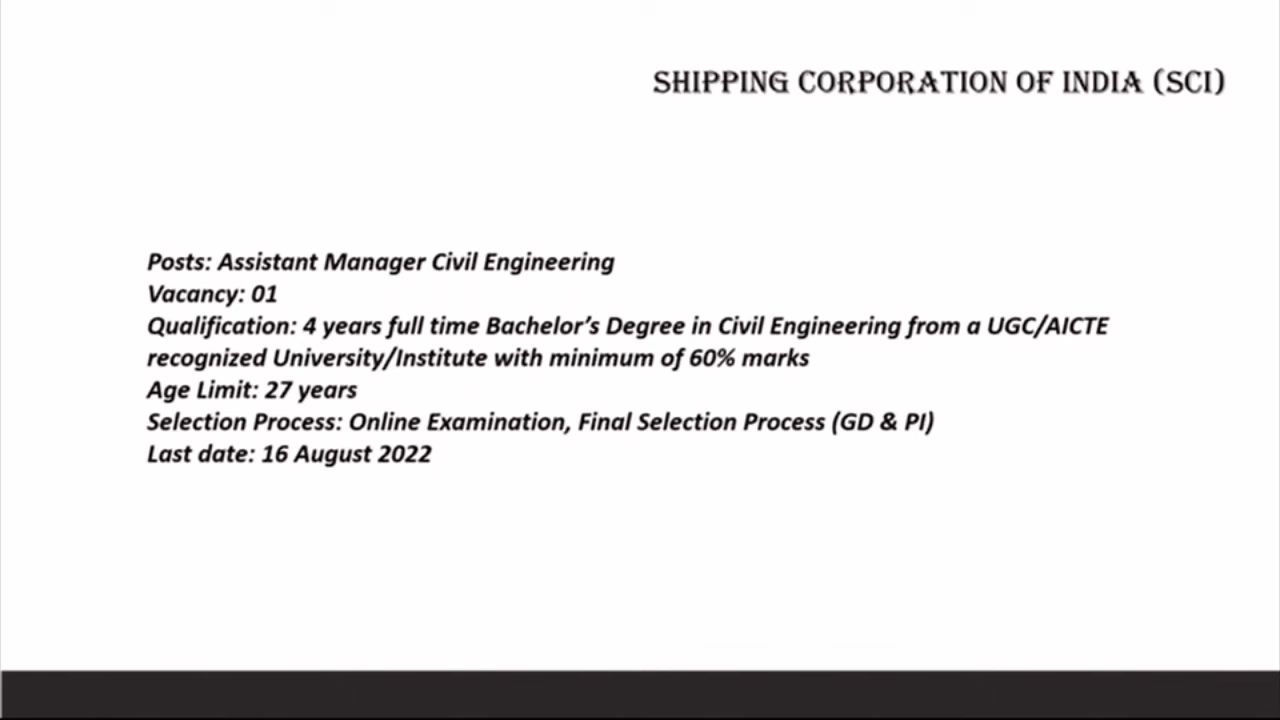 SHIPPING CORPORATION OF INDIA (SCI)
Posts: Assistant Manager Civil Engineering
Vacancy: 01
Qualification: 4 years full time Bachelor’s Degree in Civil Engineering from a UGC/AICTE
recognized University/Institute with minimum of 60% marks
Age Limit: 27 years
Selection Process: Online Examination, Final Selection Process (GD & PI)
Last date: 16 August 2022